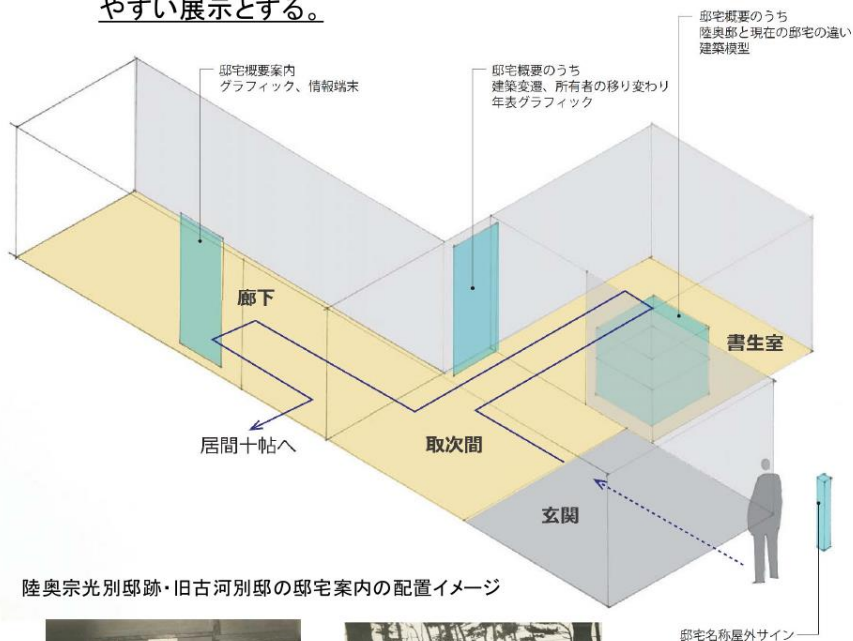 やすい展示とする。
邸宅概要のうち
陸奥邸と現在の邸宅の違い
建築模型
邸宅概要案内
グラフィック、情報端末
邸宅概要のうち
建築変遷、所有者の移り変わり
年表グラフィック
廊下
書生室
居間十帖へ
取次間
玄関
陸奥宗光別邸跡・旧古河別邸の邸宅案内の配置イメージ
邸宅名称屋外サイン